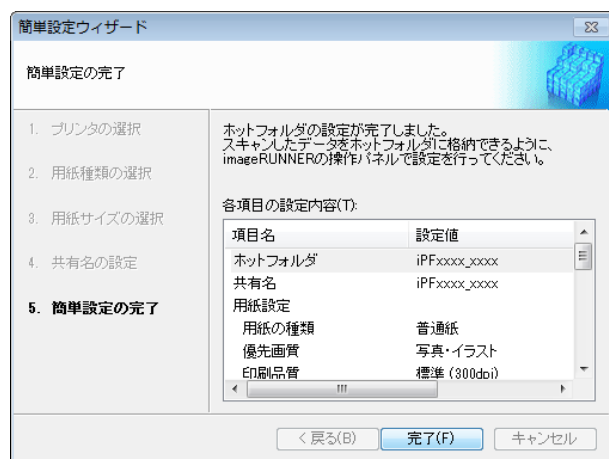 簡単設定ウィザード
簡単設定の完了
1. プリンタの選択
2. 用紙種類の選択
3. 用紙サイズの選択
4. 共有名の設定
5. 簡単設定の完了
ホットフォルダの設定が完了しました。
スキャンしたデータをホットフォルダに格納できるように、
imageRUNNERの操作パネルで設定を行ってください。
各項目の設定内容(T):
項目名 設定値
ホットフォルダ iPFxxxx_xxxx
共有名 iPFxxxx_xxxx
用紙設定
用紙の種類 普通紙
優先画質 写真・イラスト
印刷品質 標準 (300dpi)
< 戻る(B) 完了(F) キャンセル